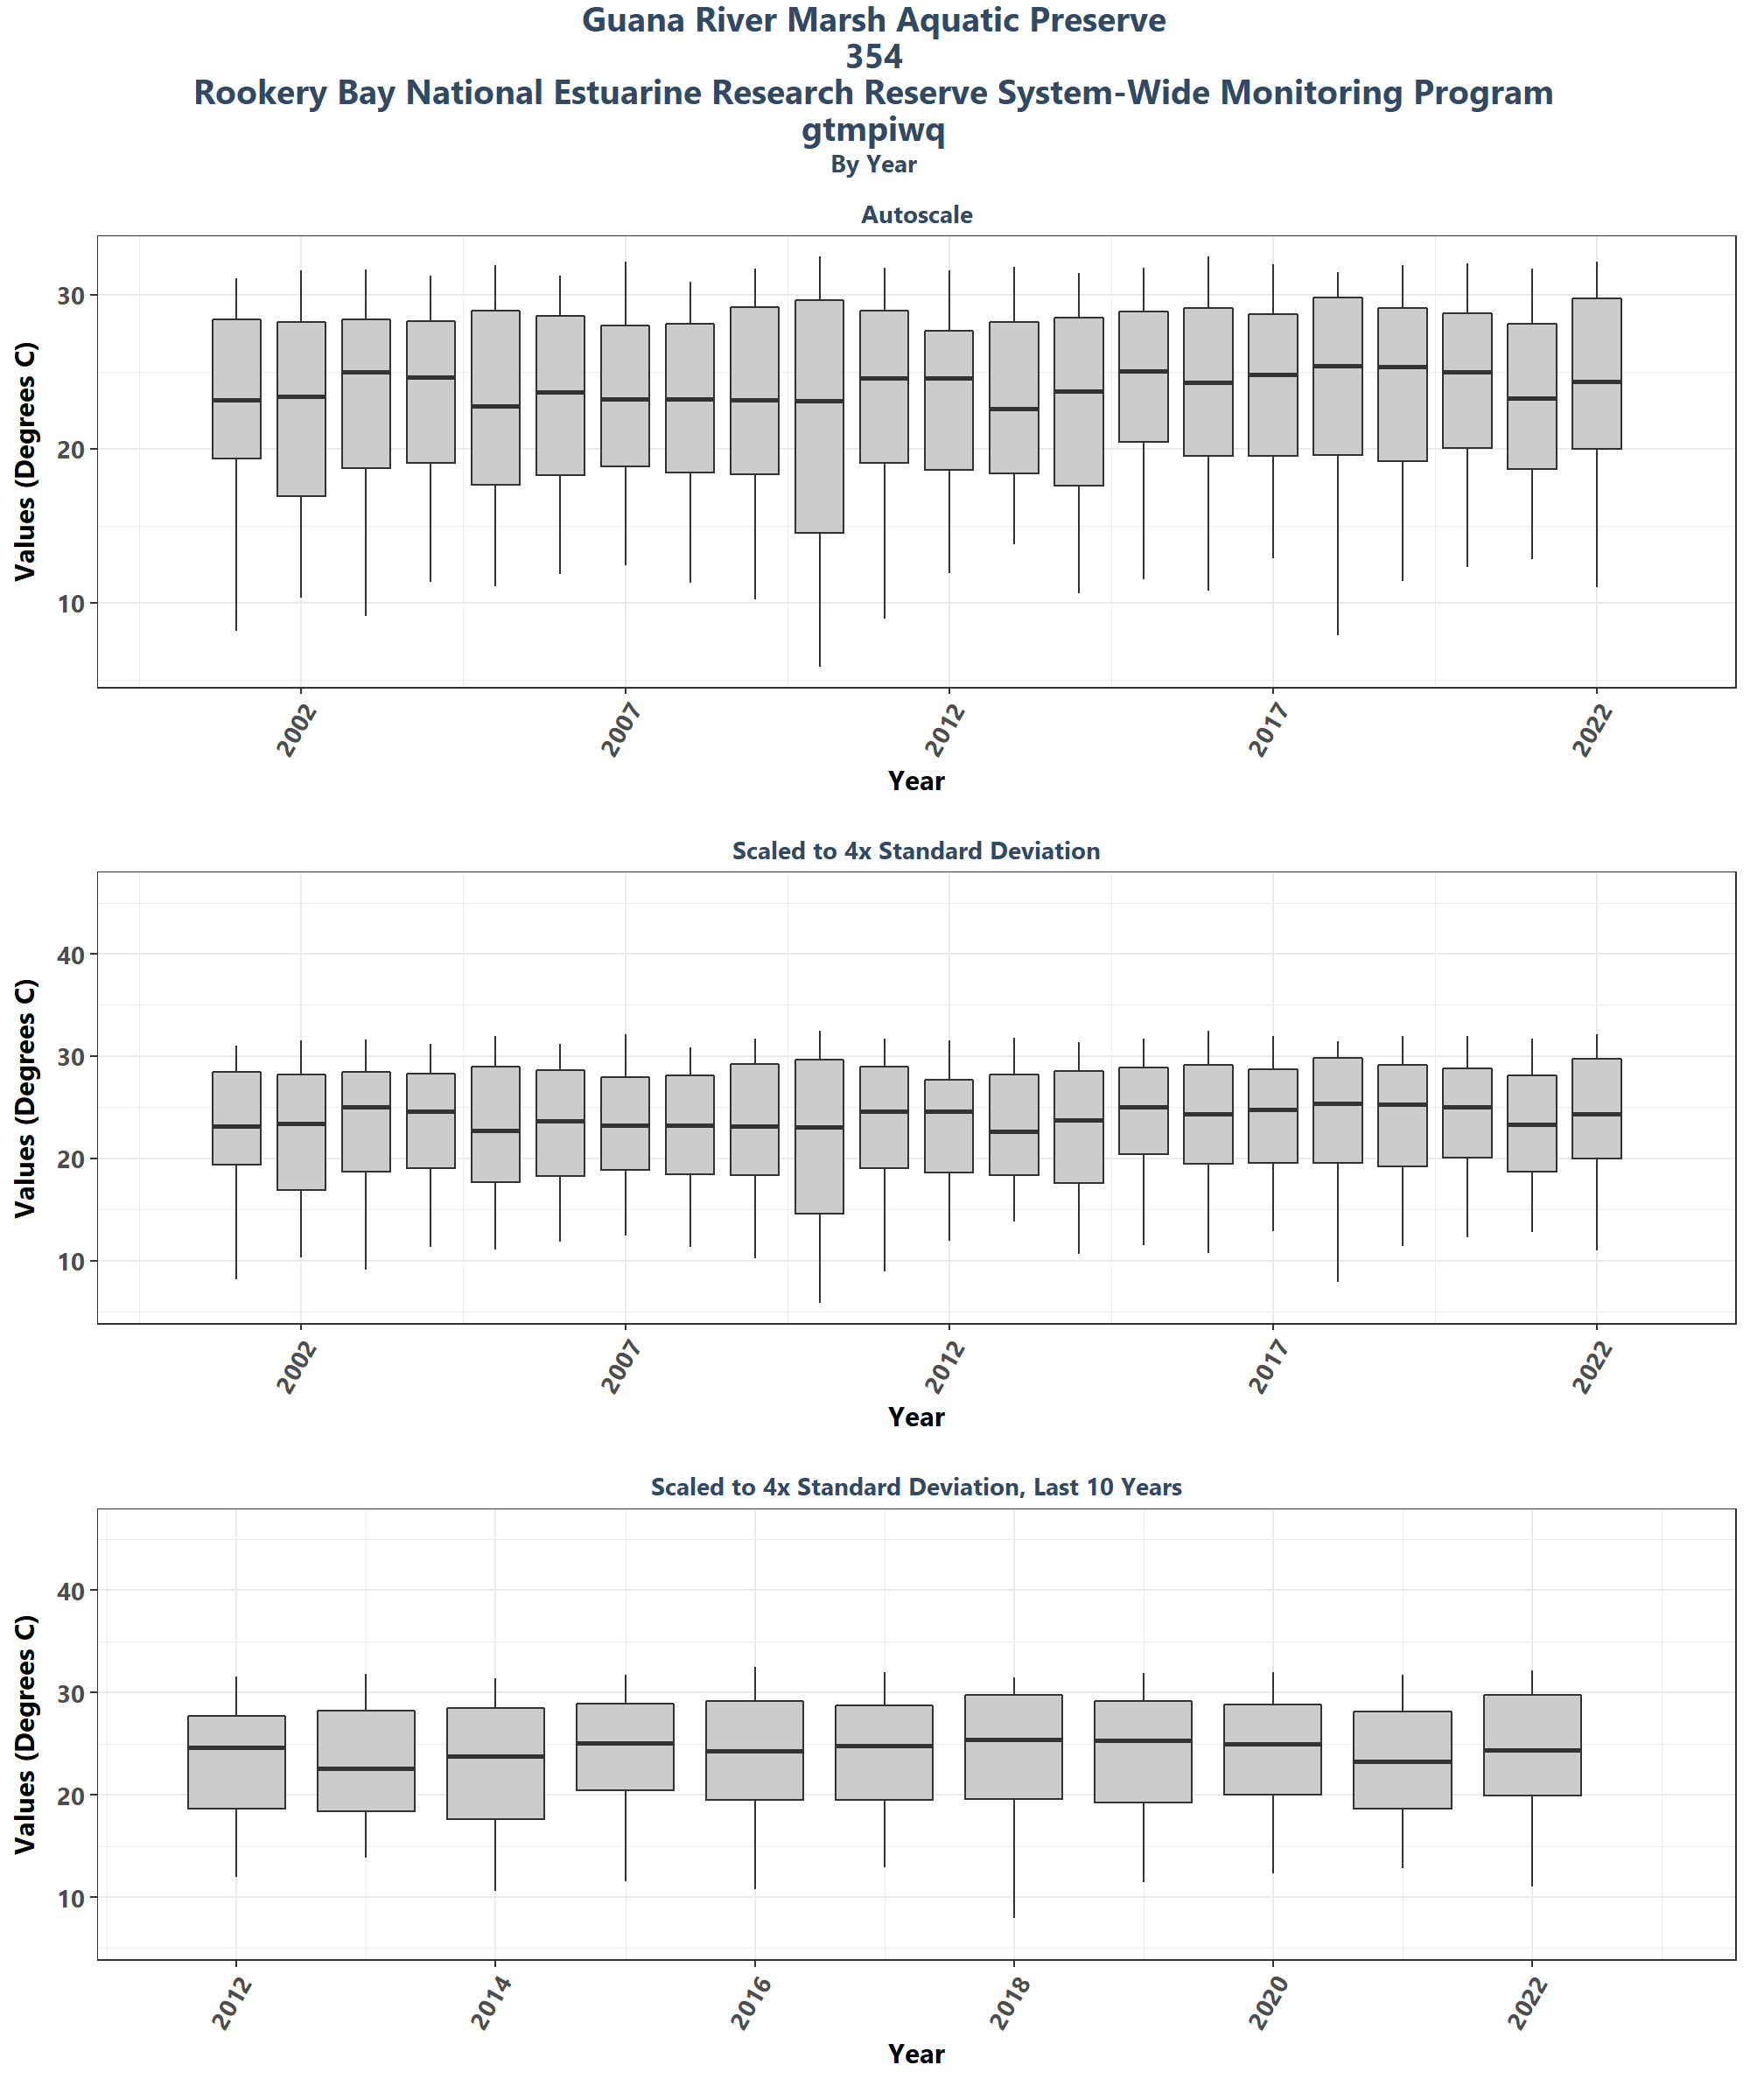 Guana River Marsh Aquatic Preserve
354
Rookery Bay National Estuarine Research Reserve System-Wide Monitoring Program
gtmpiwq
By Year
Autoscale
Values (Degrees C)
30
20
10
2002 2007 2012 2017 2022
Year
Scaled to 4x Standard Deviation
Values (Degrees C)
40
30
20
10
2002 2007 2012 2017 2022
Year
Scaled to 4x Standard Deviation, Last 10 Years
Values (Degrees C)
40
30
20
10
2012 2014 2016 2018 2020 2022
Year